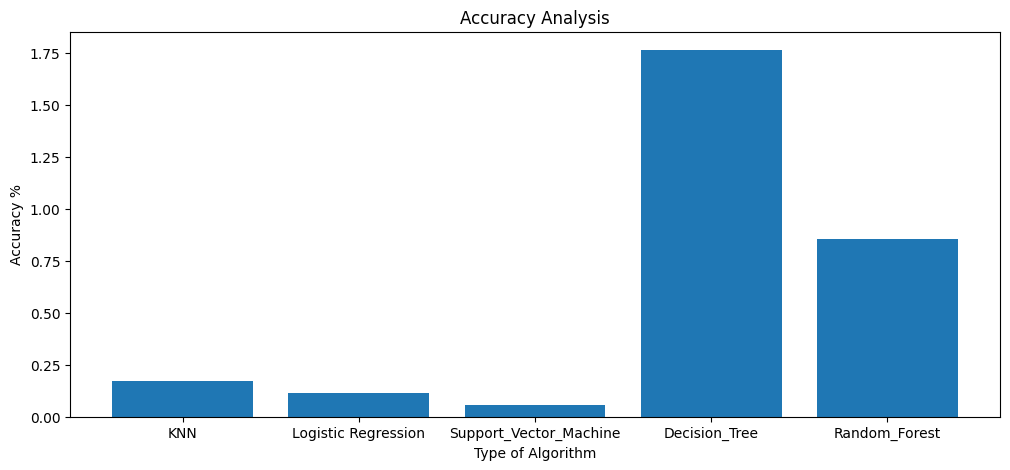 Accuracy Analysis
Accuracy %
1.75
1.50
1.25
1.00
0.75
0.50
0.25
0.00
KNN Logistic Regression Support_Vector_Machine Decision_Tree Random_Forest
Type of Algorithm